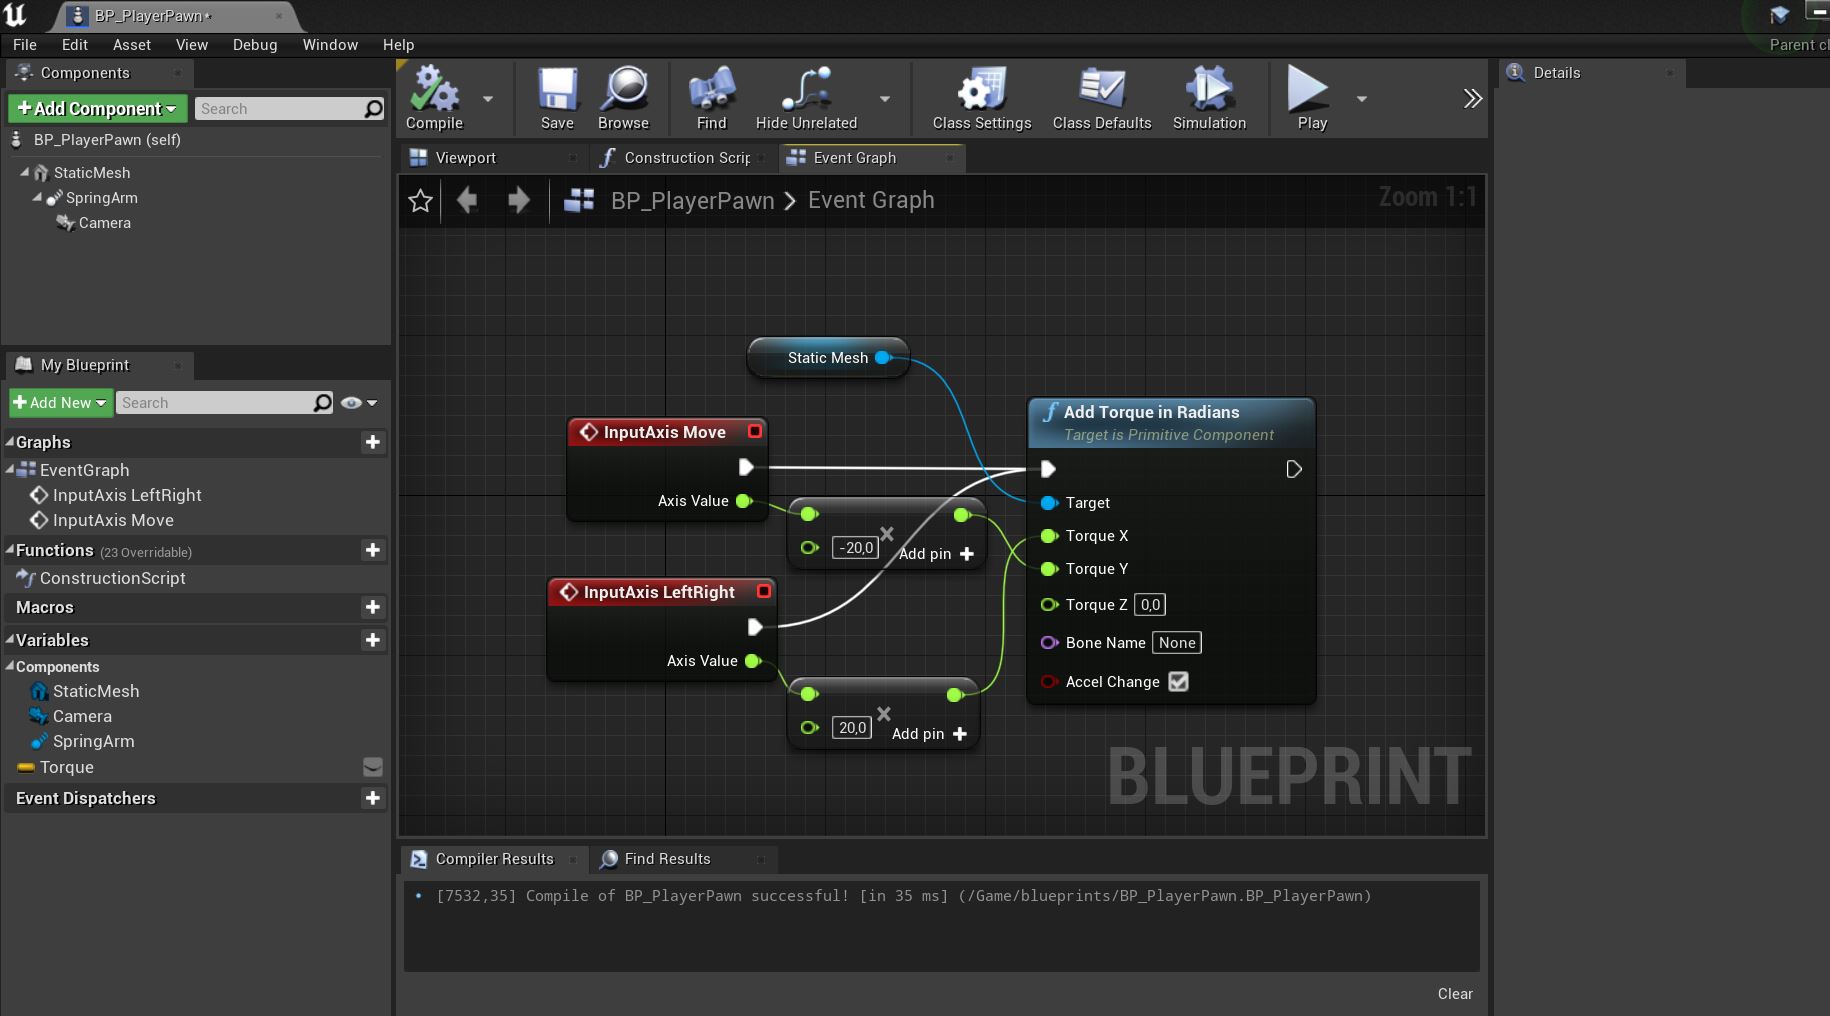 BP_PlayerPawn*
File Edit Asset View Debug Window Help
Parent cl
Components
Add Component
Search
BP_PlayerPawn (self)
StaticMesh
SpringArm
Camera
My Blueprint
Add New
Search
Graphs
EventGraph
InputAxis LeftRight
InputAxis Move
Functions (23 Overridable)
ConstructionScript
Macros
Variables
Components
StaticMesh
Camera
SpringArm
Torque
Event Dispatchers
Compile
Save
Browse
Find
Hide Unrelated
Class Settings
Class Defaults
Simulation
Play
Viewport
Construction Scrip
Event Graph
BP_PlayerPawn > Event Graph
Zoom 1:1
Static Mesh
InputAxis Move
Axis Value
-20,0
Add pin
InputAxis LeftRight
Axis Value
20,0
Add pin
Add Torque in Radians
Target is Primitive Component
Target
Torque X
Torque Y
Torque Z 0,0
Bone Name None
Accel Change
BLUEPRINT
Compiler Results
Find Results
[7532,35] Compile of BP_PlayerPawn successful! [in 35 ms] (/Game/blueprints/BP_PlayerPawn.BP_PlayerPawn)
Clear
Details